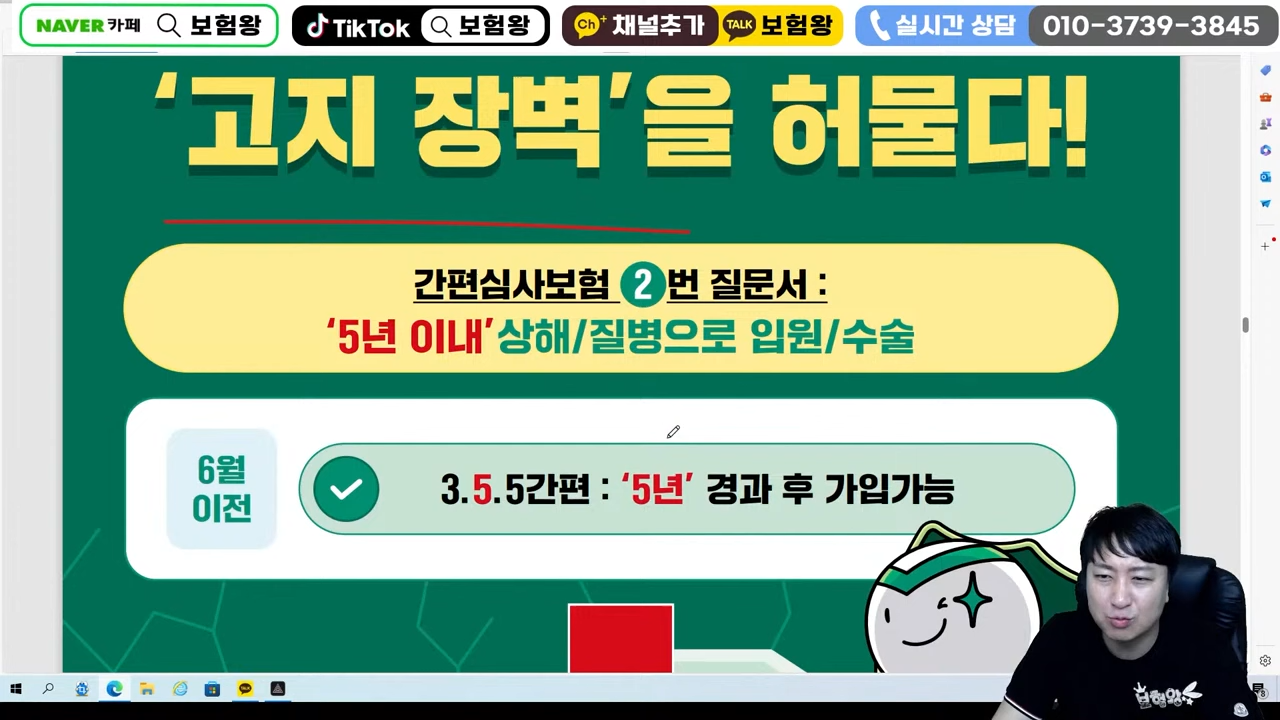 NAVER 카페 보험왕
TikTok 보험왕
Ch+ 채널추가 TALK 보험왕
실시간 상담 010-3739-3845
‘고지 장벽’을 허물다!
간편심사보험 2번 질문서 :
‘5년 이내’ 상해/질병으로 입원/수술
6월
이전
3.5.5간편 : ‘5년’ 경과 후 가입가능
보험왕